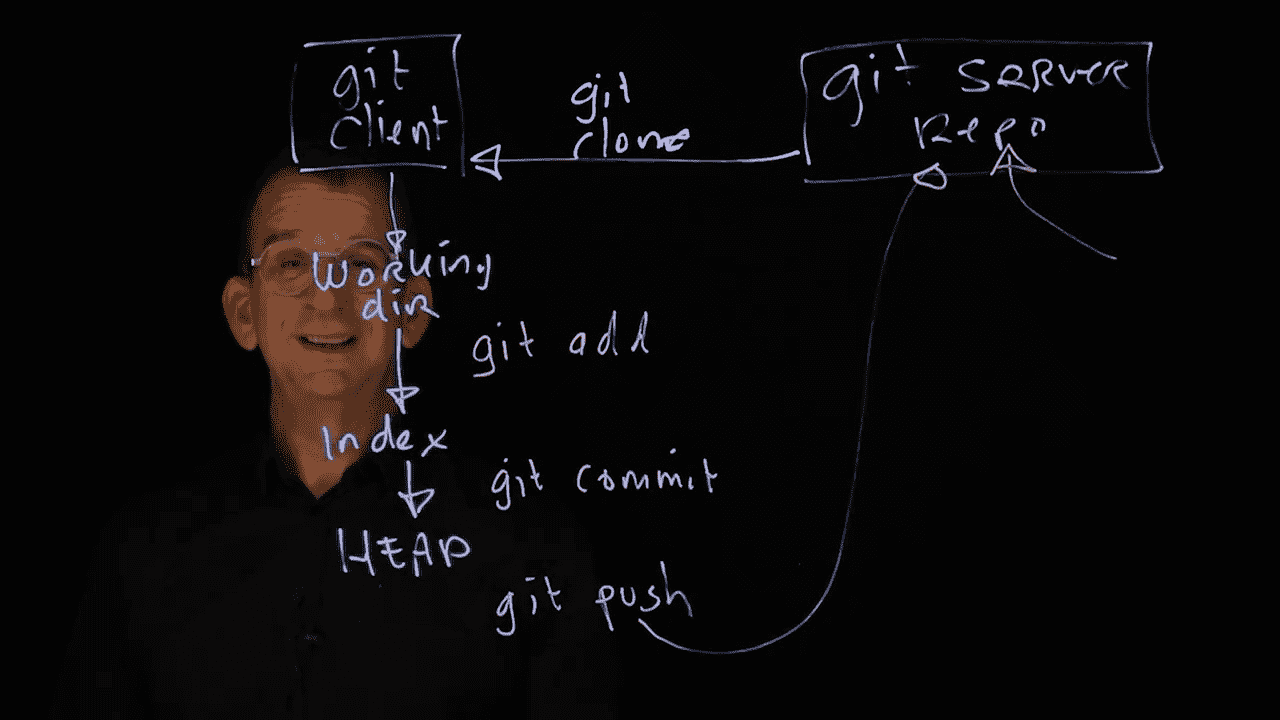 git
client
git
clone
git SERVER
Repo
WORking
diR
git add
Index
git commit
HEAD
git push